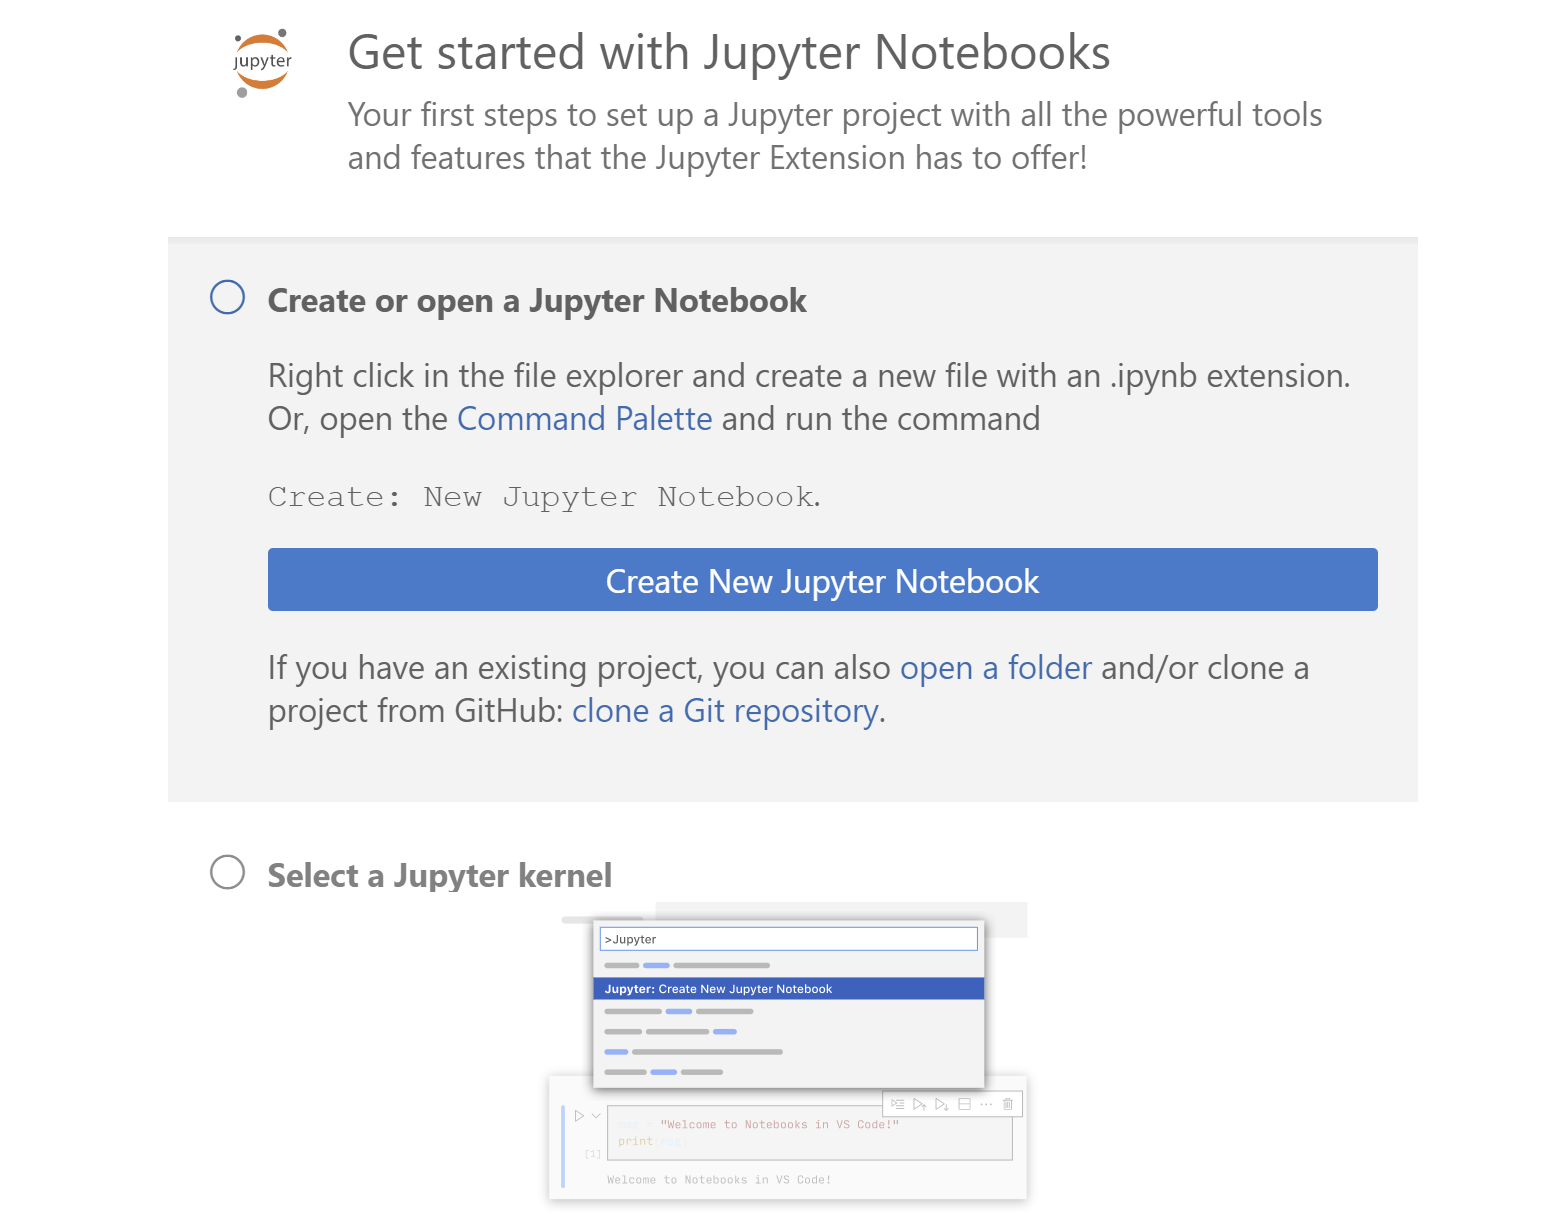 jupyter
Get started with Jupyter Notebooks
Your first steps to set up a Jupyter project with all the powerful tools
and features that the Jupyter Extension has to offer!
Create or open a Jupyter Notebook
Right click in the file explorer and create a new file with an .ipynb extension.
Or, open the Command Palette and run the command
Create: New Jupyter Notebook.
Create New Jupyter Notebook
If you have an existing project, you can also open a folder and/or clone a
project from GitHub: clone a Git repository.
Select a Jupyter kernel
>Jupyter
Jupyter: Create New Jupyter Notebook
"Welcome to Notebooks in VS Code!"
print
[1]
Welcome to Notebooks in VS Code!